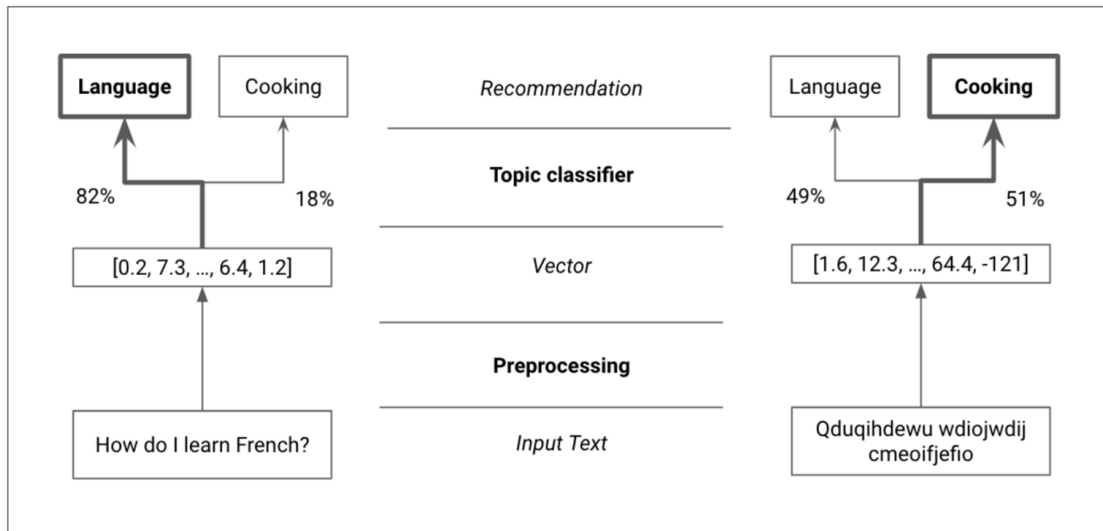 Language
Cooking
Recommendation
Language
Cooking
82%
18%
Topic classifier
49%
51%
[0.2, 7.3, ..., 6.4, 1.2]
Vector
[1.6, 12.3, ..., 64.4, -121]
Preprocessing
How do I learn French?
Input Text
Qduqihdewu wdiojwdij
cmeoifjefio